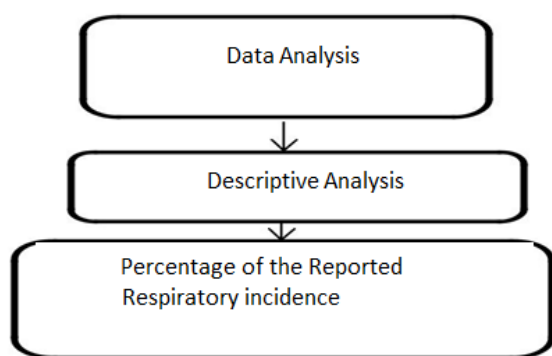 Data Analysis
Descriptive Analysis
Percentage of the Reported
Respiratory incidence